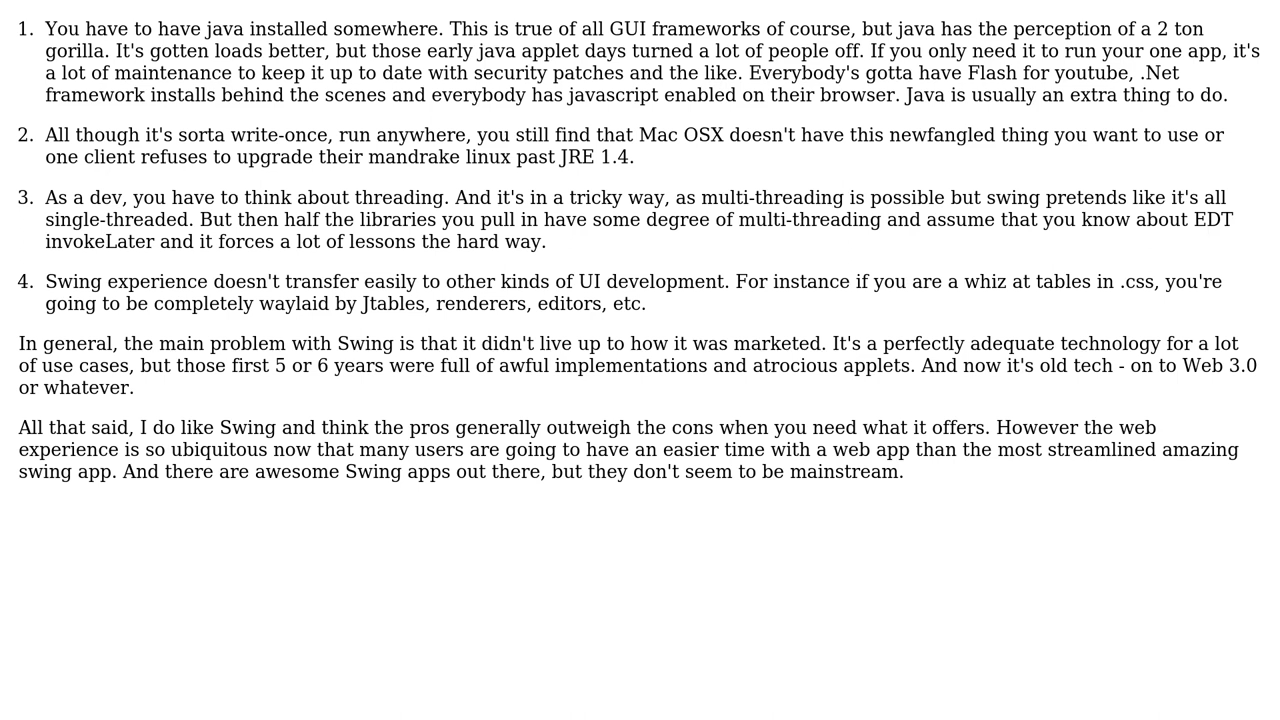 1. You have to have java installed somewhere. This is true of all GUI frameworks of course, but java has the perception of a 2 ton
gorilla. It's gotten loads better, but those early java applet days turned a lot of people off. If you only need it to run your one app, it's
a lot of maintenance to keep it up to date with security patches and the like. Everybody's gotta have Flash for youtube, .Net
framework installs behind the scenes and everybody has javascript enabled on their browser. Java is usually an extra thing to do.
2. All though it's sorta write-once, run anywhere, you still find that Mac OSX doesn't have this newfangled thing you want to use or
one client refuses to upgrade their mandrake linux past JRE 1.4.
3. As a dev, you have to think about threading. And it's in a tricky way, as multi-threading is possible but swing pretends like it's all
single-threaded. But then half the libraries you pull in have some degree of multi-threading and assume that you know about EDT
invokeLater and it forces a lot of lessons the hard way.
4. Swing experience doesn't transfer easily to other kinds of UI development. For instance if you are a whiz at tables in .css, you're
going to be completely waylaid by Jtables, renderers, editors, etc.
In general, the main problem with Swing is that it didn't live up to how it was marketed. It's a perfectly adequate technology for a lot
of use cases, but those first 5 or 6 years were full of awful implementations and atrocious applets. And now it's old tech - on to Web 3.0
or whatever.
All that said, I do like Swing and think the pros generally outweigh the cons when you need what it offers. However the web
experience is so ubiquitous now that many users are going to have an easier time with a web app than the most streamlined amazing
swing app. And there are awesome Swing apps out there, but they don't seem to be mainstream.